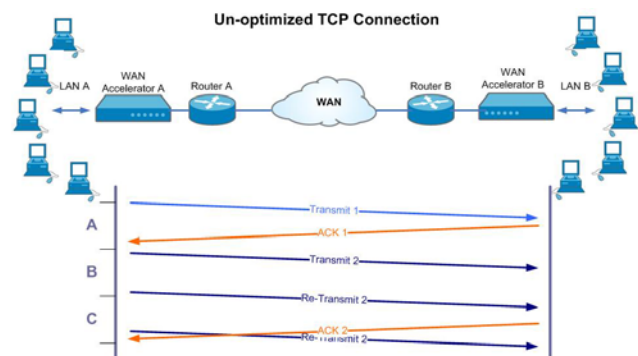 Un-optimized TCP Connection
LAN A
WAN
Accelerator A
Router A
WAN
Router B
WAN
Accelerator B
LAN B
A
Transmit 1
ACK 1
B
Transmit 2
Re-Transmit 2
C
ACK 2
Re-Transmit 2